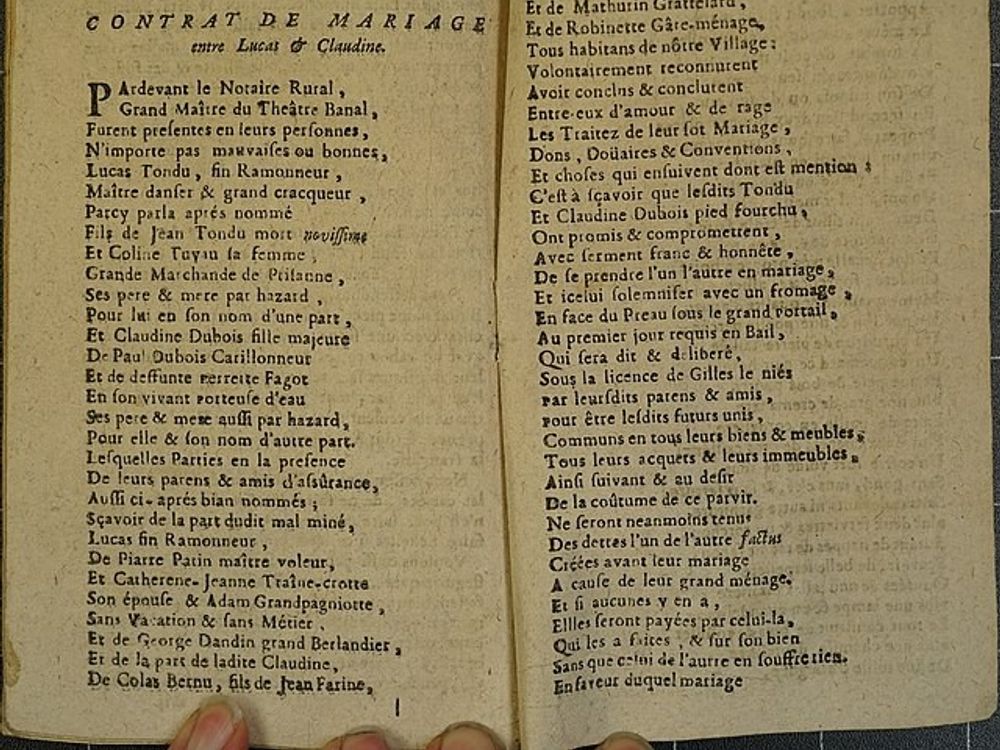 CONTRAT DE MARIAGE
entre Lucas & Claudine.
PArdevant le Notaire Rural,
Grand Maître du Theâtre Banal,
Furent presentes en leurs personnes,
N'importe pas mauvaises ou bonnes,
Lucas Tondu, fin Ramonneur,
Maître danser & grand cracqueur,
Parcy parla aprés nommé
Fils de Jean Tondu mort novissime
Et Coline Tuyau sa femme,
Grande Marchande de Ptisanne,
Ses pere & mere par hazard,
Pour lui en son nom d'une part,
Et Claudine Dubois fille majeure
De Paul Dubois Carillonneur
Et de deffunte Perrette Fagot
En son vivant Porteuse d'eau
Ses pere & mere aussi par hazard,
Pour elle & son nom d'autre part.
Lesquelles Parties en la presence
De leurs parens & amis d'assûrance,
Aussi ci-aprés bian nommés;
Sçavoir de la part dudit mal miné,
Lucas fin Ramonneur,
De Piarre Patin maître voleur,
Et Catherene-Jeanne Traîne-crotte
Son épouse & Adam Grandpagniotte,
Sans Vacation & sans Métier,
Et de George Dandin grand Berlandier,
Et de la part de ladite Claudine,
De Colas Bernu, fils de Jean Farine,
Et de Mathurin Grattelard,
Et de Robinette Gâte-ménage,
Tous habitans de nôtre Village;
Volontairement reconnurent
Avoir conclus & conclurent
Entre-eux d'amour & de rage
Les Traitez de leur sot Mariage,
Dons, Doüaires & Conventions,
Et choses qui ensuivent dont est mention:
C'est à sçavoir que lesdits Tondu
Et Claudine Dubois pied fourchu,
Ont promis & comprometrent,
Avec serment franc & honnête,
De se prendre l'un l'autre en mariage,
Et icelui solemniser avec un fromage,
En face du Preau sous le grand Portail,
Au premier jour requis en Bail,
Qui sera dit & deliberé,
Sous la licence de Gilles le niés
Par leursdits parens & amis,
Pour être lesdits futurs unis,
Communs en tous leurs biens & meubles,
Tous leurs acquets & leurs immeubles,
Ainsi suivant & au desir
De la coûtume de ce parvir.
Ne seront neanmoins tenus
Des dettes l'un de l'autre factus
Créées avant leur mariage
A cause de leur grand ménage;
Et si aucunes y en a,
Ellles seront payées par celui-la,
Qui les a faites, & sur son bien
Sans que celui de l'autre en souffre rien.
En faveur duquel mariage